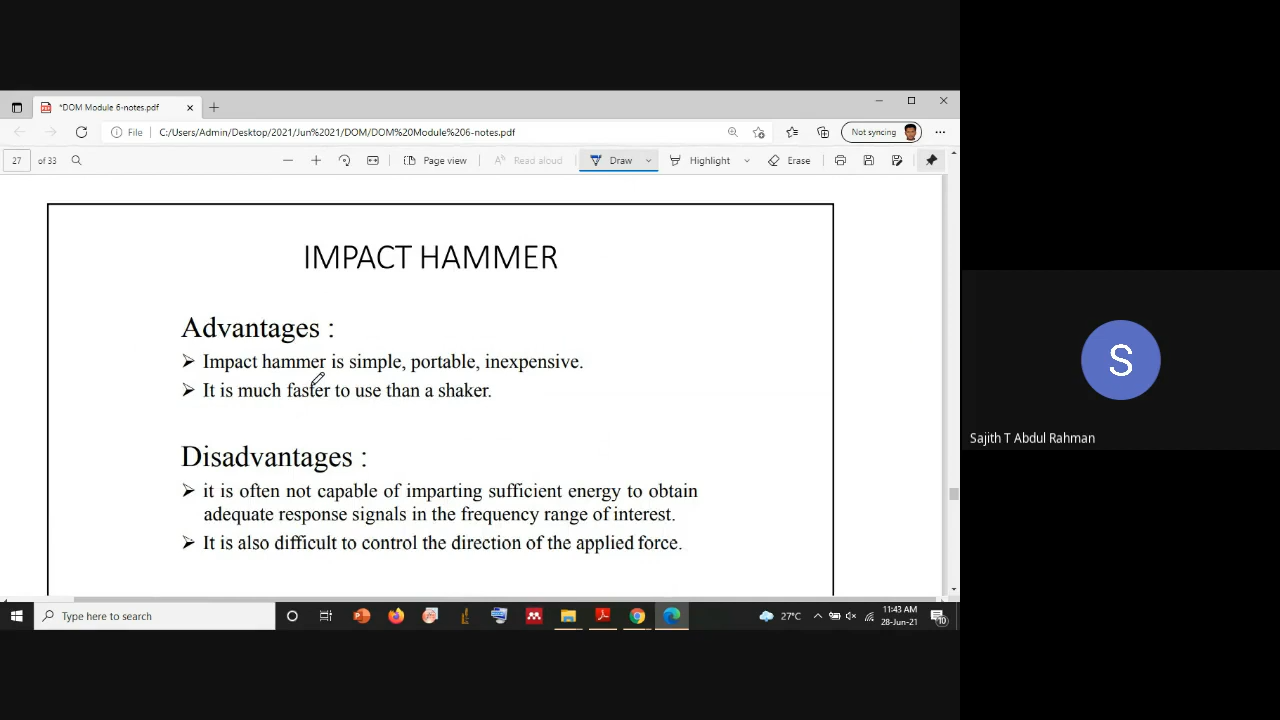 *DOM Module 6-notes.pdf
File C:/Users/Admin/Desktop/2021/Jun%2021/DOM/DOM%20Module%206-notes.pdf Not syncing
27 of 33 Page view Read aloud Draw Highlight Erase
IMPACT HAMMER
Advantages :
➢ Impact hammer is simple, portable, inexpensive.
➢ It is much faster to use than a shaker.
Disadvantages :
➢ it is often not capable of imparting sufficient energy to obtain
adequate response signals in the frequency range of interest.
➢ It is also difficult to control the direction of the applied force.
S
Sajith T Abdul Rahman
Type here to search 27°C 11:43 AM
28-Jun-21 10